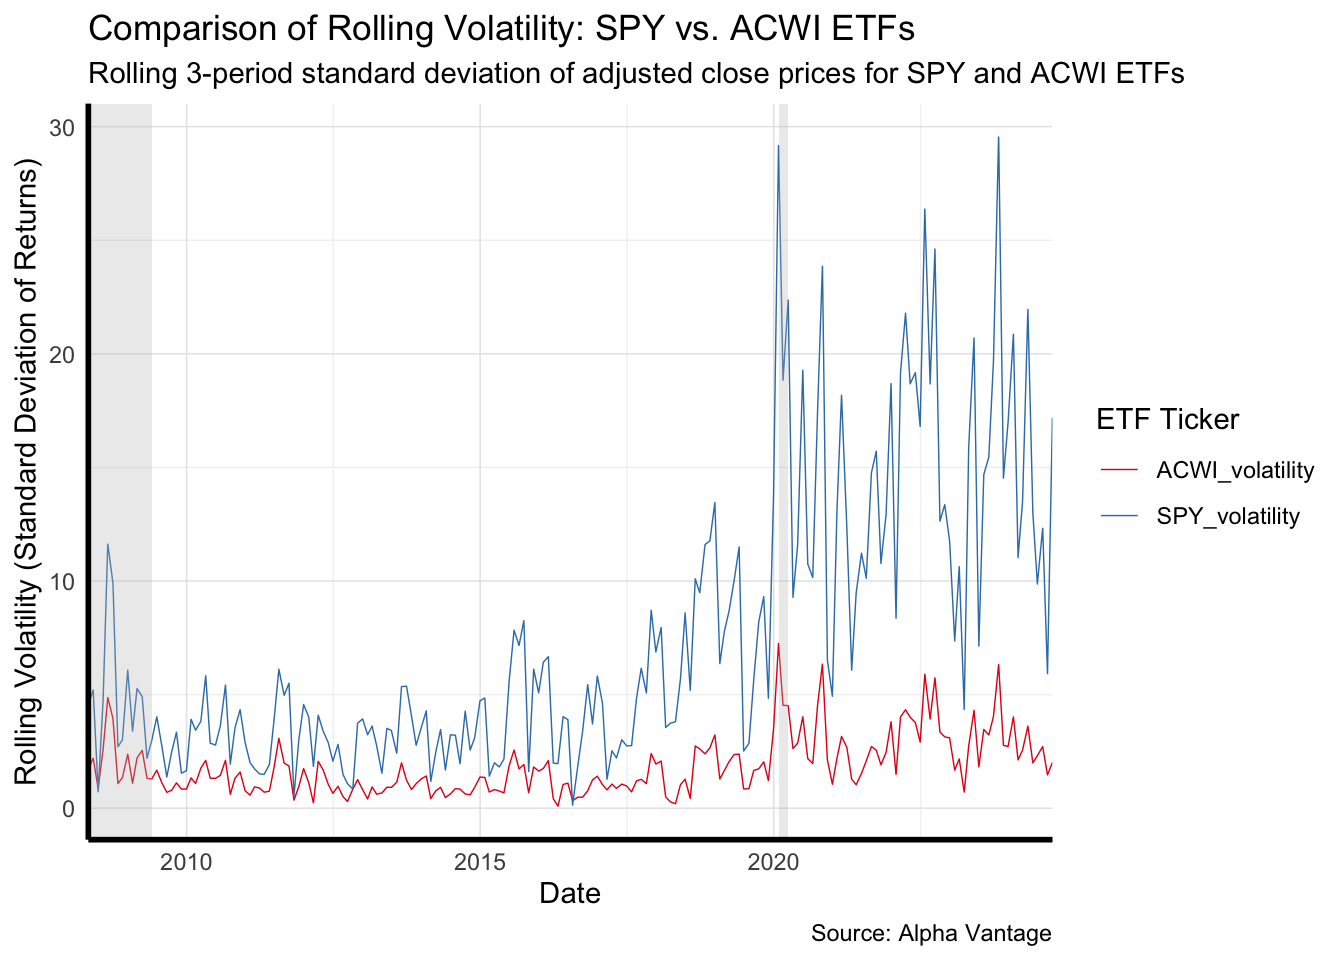 Comparison of Rolling Volatility: SPY vs. ACWI ETFs
Rolling 3-period standard deviation of adjusted close prices for SPY and ACWI ETFs
Rolling Volatility (Standard Deviation of Returns)
30
20
10
0
2010
2015
2020
Date
ETF Ticker
ACWI_volatility
SPY_volatility
Source: Alpha Vantage